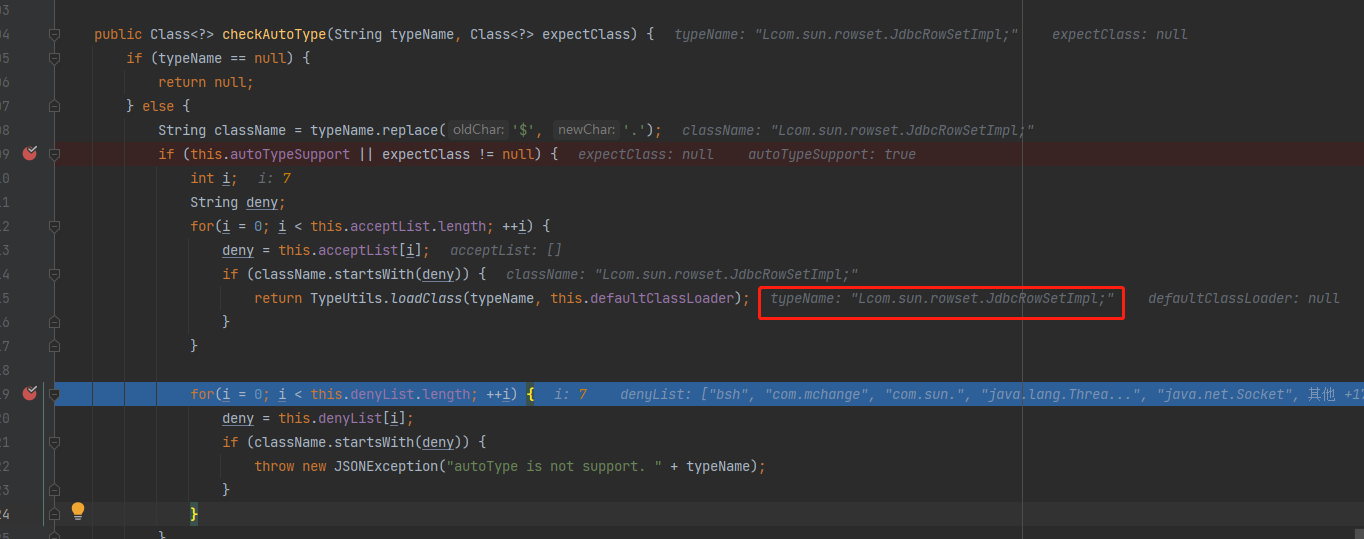 03
04 public Class<?> checkAutoType(String typeName, Class<?> expectClass) { typeName: "Lcom.sun.rowset.JdbcRowSetImpl;" expectClass: null
05 if (typeName == null) {
06 return null;
07 } else {
08 String className = typeName.replace( oldChar: '$', newChar: '.'); className: "Lcom.sun.rowset.JdbcRowSetImpl;"
09 if (this.autoTypeSupport || expectClass != null) { expectClass: null autoTypeSupport: true
10 int i; i: 7
11 String deny;
12 for(i = 0; i < this.acceptList.length; ++i) {
13 deny = this.acceptList[i]; acceptList: []
14 if (className.startsWith(deny)) { className: "Lcom.sun.rowset.JdbcRowSetImpl;"
15 return TypeUtils.loadClass(typeName, this.defaultClassLoader); typeName: "Lcom.sun.rowset.JdbcRowSetImpl;" defaultClassLoader: null
16 }
17 }
18
19 for(i = 0; i < this.denyList.length; ++i) { i: 7 denyList: ["bsh", "com.mchange", "com.sun.", "java.lang.Threa...", "java.net.Socket", 其他 +17
20 deny = this.denyList[i];
21 if (className.startsWith(deny)) {
22 throw new JSONException("autoType is not support. " + typeName);
23 }
24 }
25 }